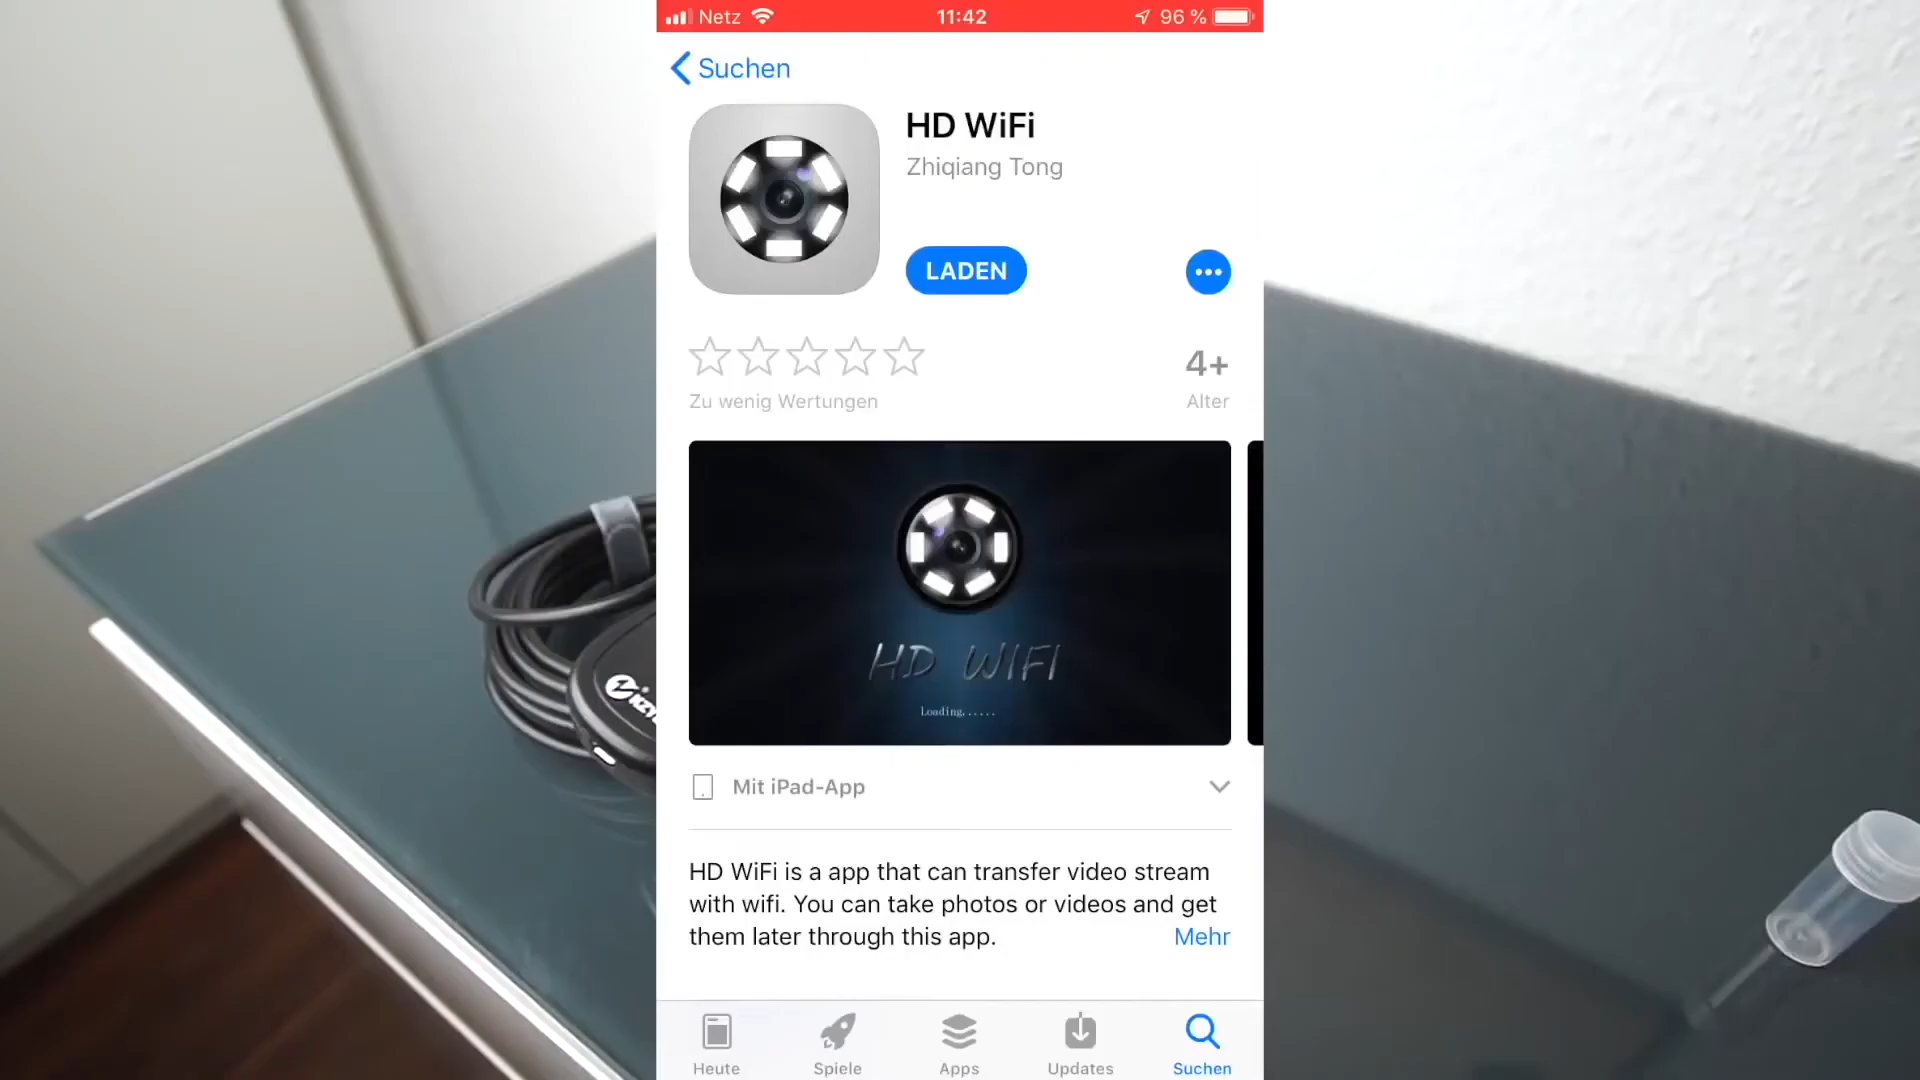 Netz
11:42
96 %
Suchen
HD WiFi
Zhiqiang Tong
LADEN
Zu wenig Wertungen
4+
Alter
HD WIFI
Loading......
Mit iPad-App
HD WiFi is a app that can transfer video stream
with wifi. You can take photos or videos and get
them later through this app.
Mehr
Heute
Spiele
Apps
Updates
Suchen